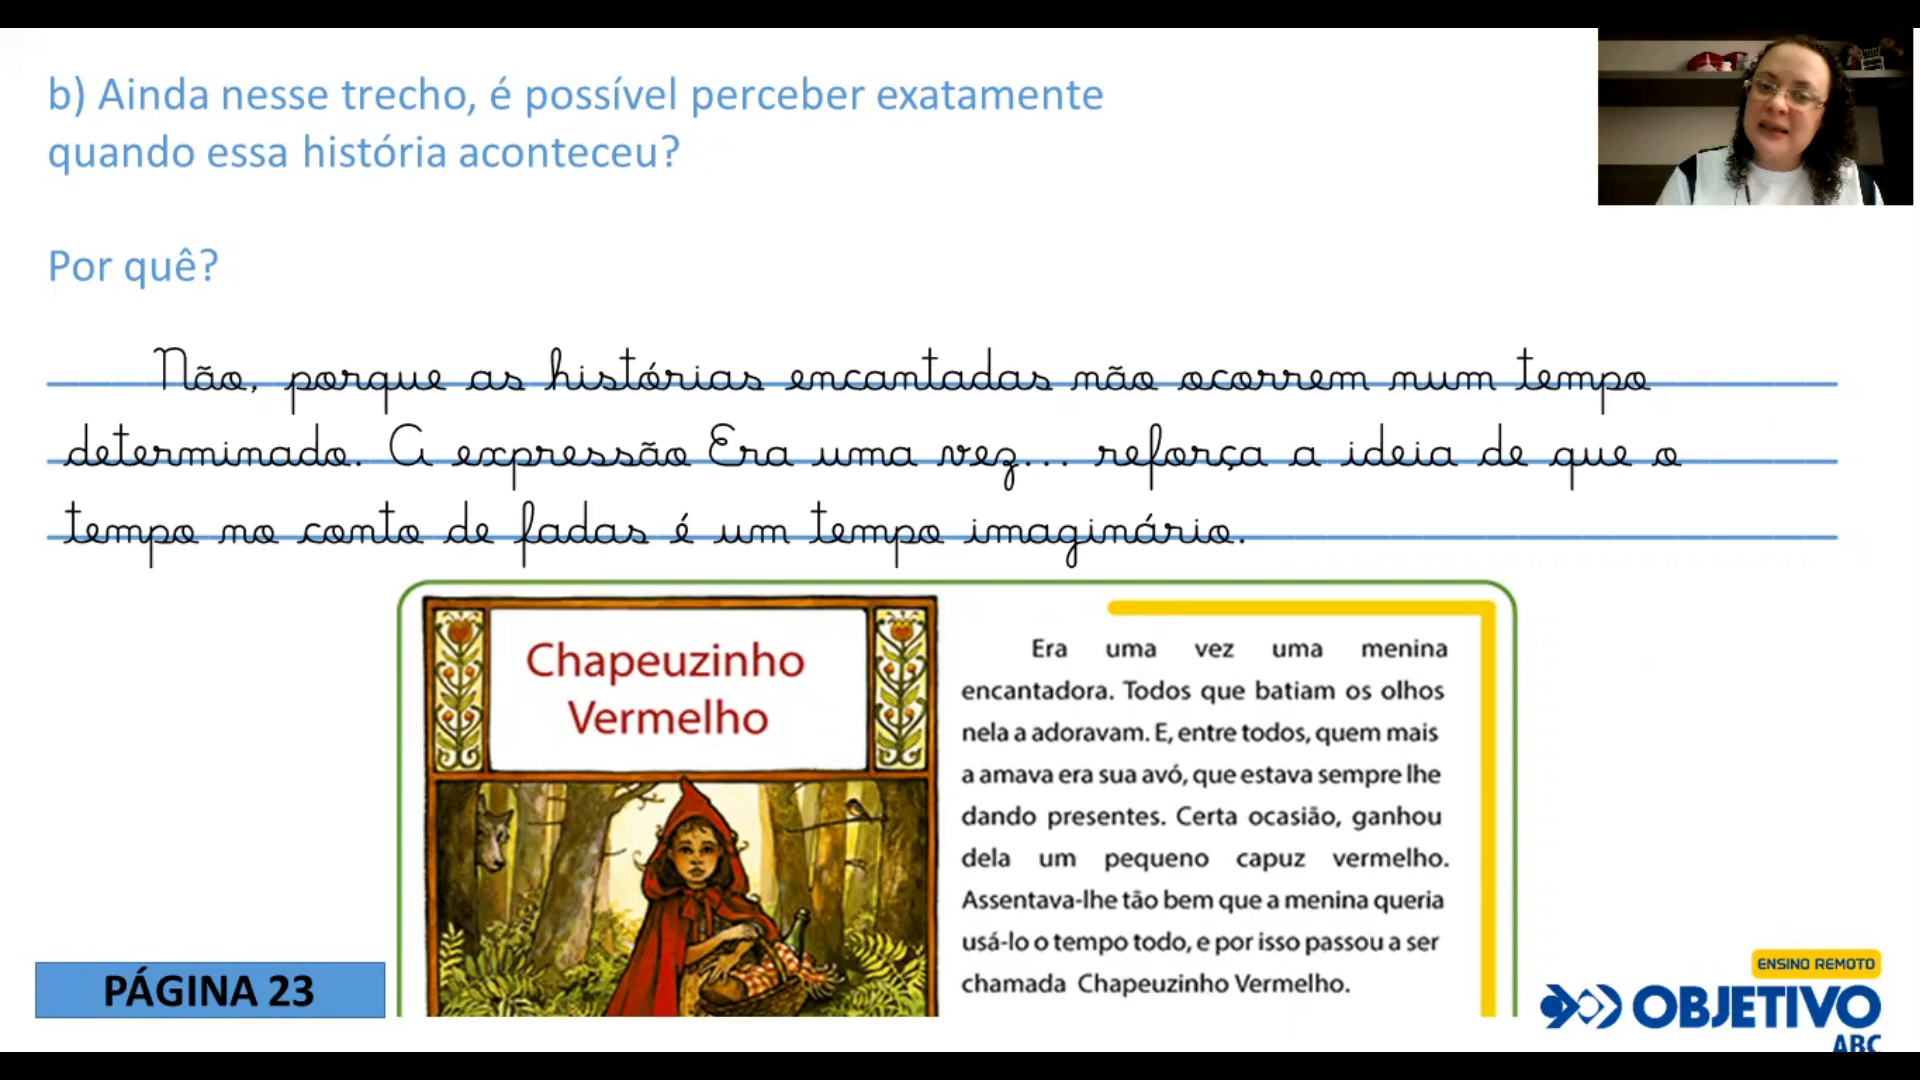 b) Ainda nesse trecho, é possível perceber exatamente
quando essa história aconteceu?
Por quê?
Não, porque as histórias encantadas não ocorrem num tempo
determinado. A expressão Era uma vez... reforça a ideia de que o
tempo no conto de fadas é um tempo imaginário.
Chapeuzinho
Vermelho
Era uma vez uma menina
encantadora. Todos que batiam os olhos
nela a adoravam. E, entre todos, quem mais
a amava era sua avó, que estava sempre lhe
dando presentes. Certa ocasião, ganhou
dela um pequeno capuz vermelho.
Assentava-lhe tão bem que a menina queria
usá-lo o tempo todo, e por isso passou a ser
chamada Chapeuzinho Vermelho.
PÁGINA 23
ENSINO REMOTO
OBJETIVO
ABC